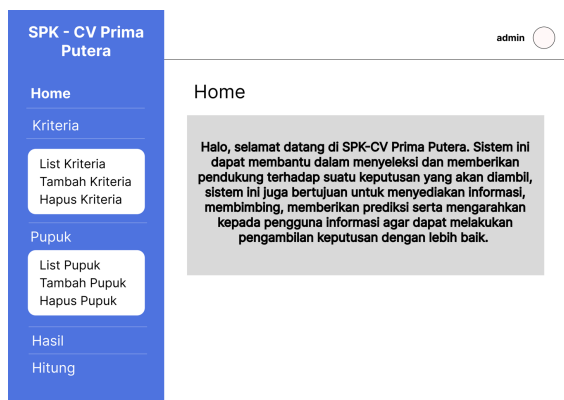 SPK - CV Prima
Putera
admin
Home
Home
Kriteria
List Kriteria
Tambah Kriteria
Hapus Kriteria
Pupuk
List Pupuk
Tambah Pupuk
Hapus Pupuk
Hasil
Hitung
Halo, selamat datang di SPK-CV Prima Putera. Sistem ini
dapat membantu dalam menyeleksi dan memberikan
pendukung terhadap suatu keputusan yang akan diambil,
sistem ini juga bertujuan untuk menyediakan informasi,
membimbing, memberikan prediksi serta mengarahkan
kepada pengguna informasi agar dapat melakukan
pengambilan keputusan dengan lebih baik.